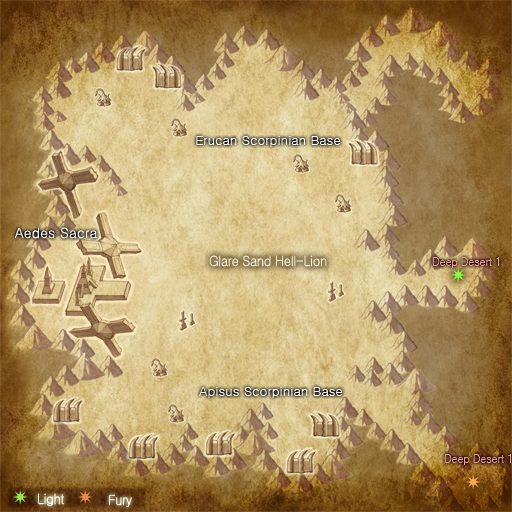 Erucan Scorpinian Base
Aedes Sacra
Glare Sand Hell-Lion
Deep Desert 1
Apisus Scorpinian Base
Deep Desert 1
Light
Fury